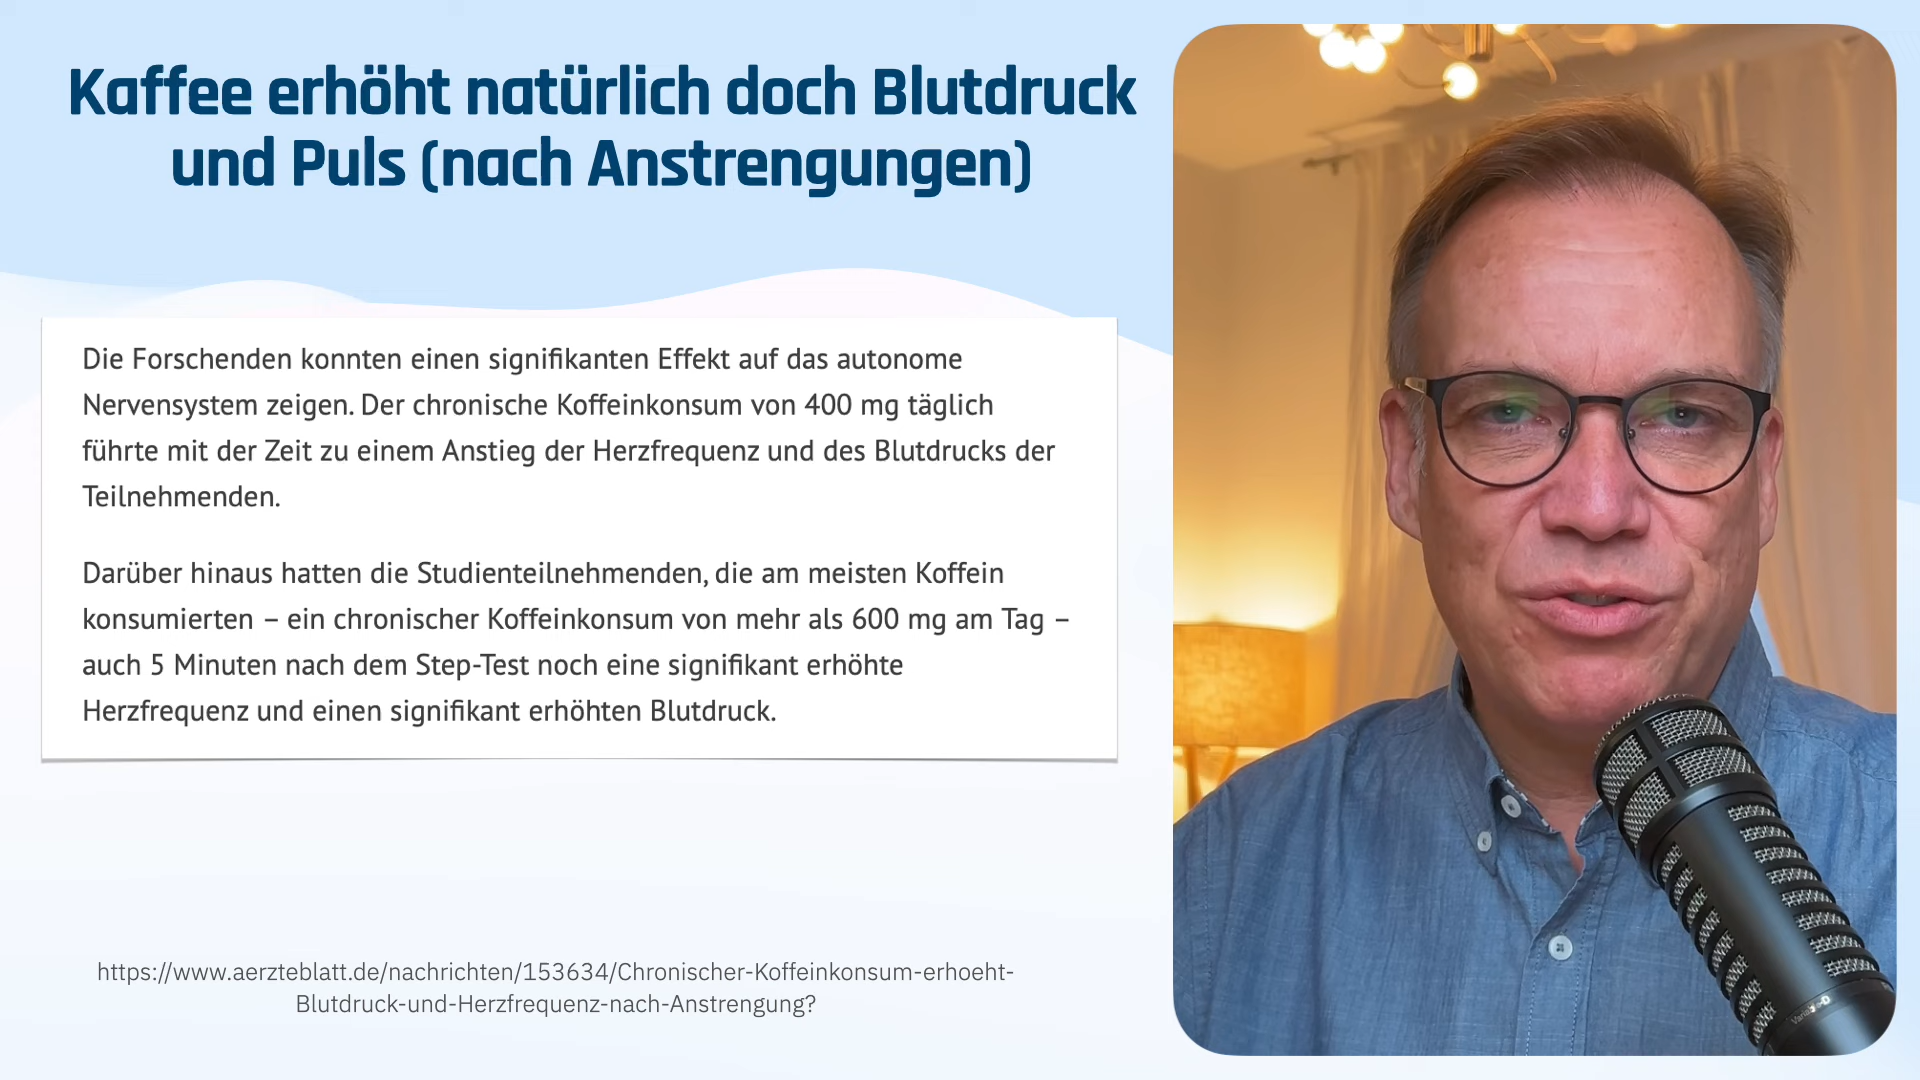 Kaffee erhöht natürlich doch Blutdruck
und Puls (nach Anstrengungen)
Die Forschenden konnten einen signifikanten Effekt auf das autonome
Nervensystem zeigen. Der chronische Koffeinkonsum von 400 mg täglich
führte mit der Zeit zu einem Anstieg der Herzfrequenz und des Blutdrucks der
Teilnehmenden.
Darüber hinaus hatten die Studienteilnehmenden, die am meisten Koffein
konsumierten – ein chronischer Koffeinkonsum von mehr als 600 mg am Tag –
auch 5 Minuten nach dem Step-Test noch eine signifikant erhöhte
Herzfrequenz und einen signifikant erhöhten Blutdruck.
https://www.aerzteblatt.de/nachrichten/153634/Chronischer-Koffeinkonsum-erhoeht-
Blutdruck-und-Herzfrequenz-nach-Anstrengung?